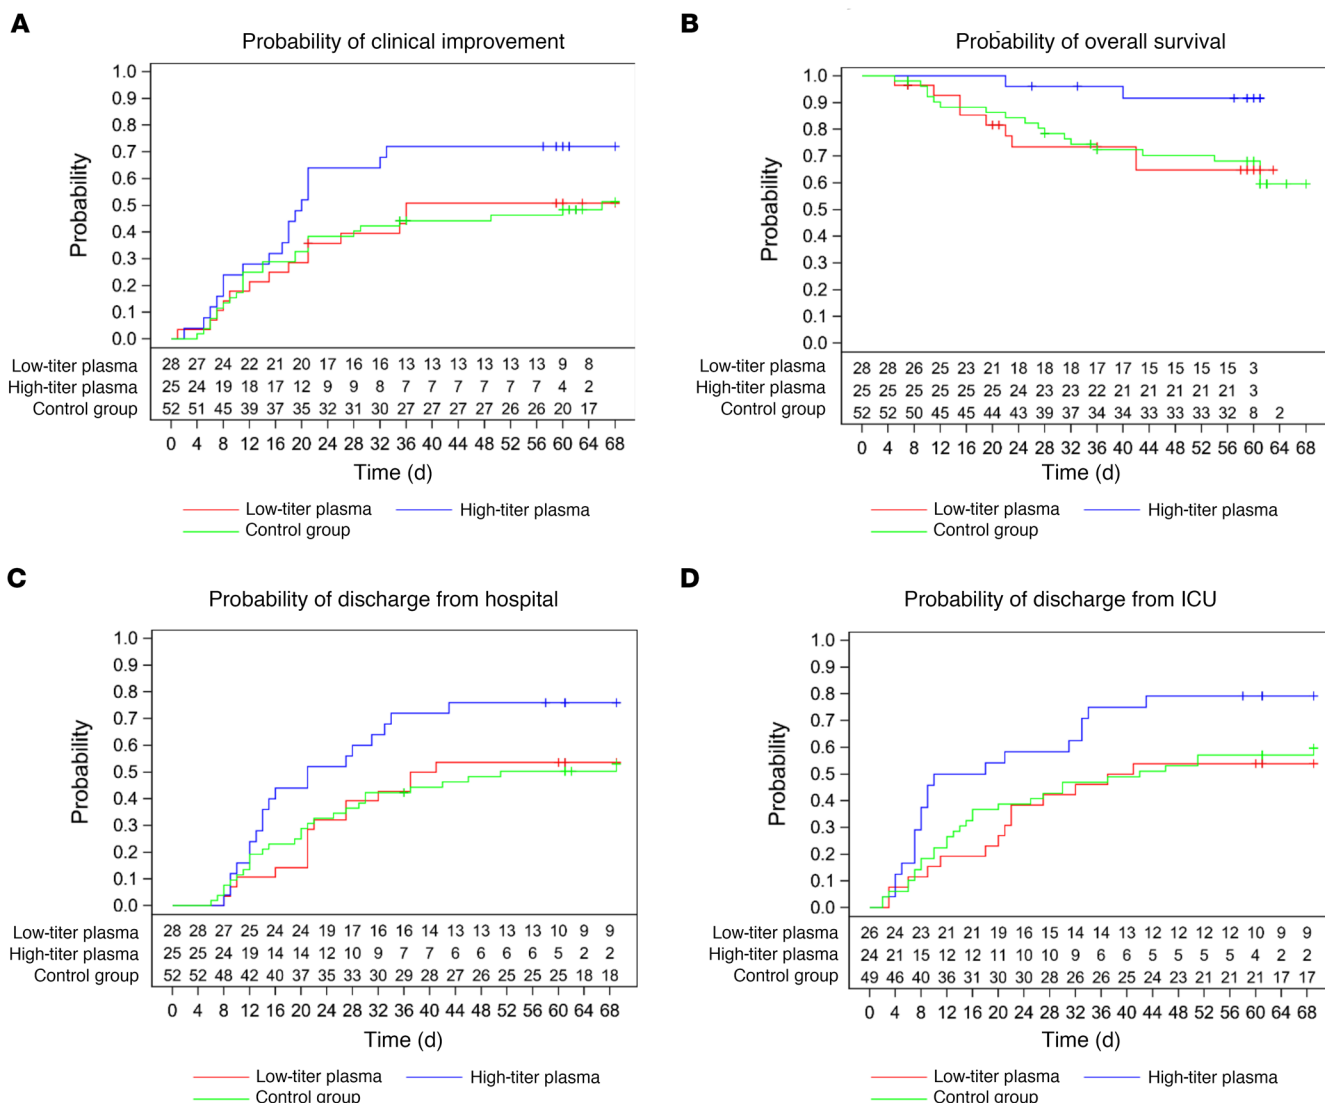 A
Probability of clinical improvement
1.0
0.9
0.8
0.7
0.6
0.5
0.4
0.3
0.2
0.1
0.0
Probability
Low-titer plasma 28 27 24 22 21 20 17 16 16 13 13 13 13 13 13 9 8
High-titer plasma 25 24 19 18 17 12 9 9 8 7 7 7 7 7 7 4 2
Control group 52 51 45 39 37 35 32 31 30 27 27 27 27 26 26 20 17
0 4 8 12 16 20 24 28 32 36 40 44 48 52 56 60 64 68
Time (d)
Low-titer plasma High-titer plasma
Control group
B
Probability of overall survival
1.0
0.9
0.8
0.7
0.6
0.5
0.4
0.3
0.2
0.1
0.0
Probability
Low-titer plasma 28 28 26 25 23 21 18 18 18 17 17 15 15 15 15 3
High-titer plasma 25 25 25 25 25 25 24 23 23 22 21 21 21 21 21 3
Control group 52 52 50 45 45 44 43 39 37 34 34 33 33 33 32 8 2
0 4 8 12 16 20 24 28 32 36 40 44 48 52 56 60 64 68
Time (d)
Low-titer plasma High-titer plasma
Control group
C
Probability of discharge from hospital
1.0
0.9
0.8
0.7
0.6
0.5
0.4
0.3
0.2
0.1
0.0
Probability
Low-titer plasma 28 28 27 25 24 24 19 17 16 16 14 13 13 13 13 10 9 9
High-titer plasma 25 25 24 19 14 14 12 10 9 7 7 6 6 6 6 5 2 2
Control group 52 52 48 42 40 37 35 33 30 29 28 27 26 25 25 25 18 18
0 4 8 12 16 20 24 28 32 36 40 44 48 52 56 60 64 68
Time (d)
Low-titer plasma High-titer plasma
Control group
D
Probability of discharge from ICU
1.0
0.9
0.8
0.7
0.6
0.5
0.4
0.3
0.2
0.1
0.0
Probability
Low-titer plasma 26 24 23 21 21 19 16 15 14 14 13 12 12 12 12 10 9 9
High-titer plasma 24 21 15 12 12 11 10 10 9 6 6 5 5 5 5 4 2 2
Control group 49 46 40 36 31 30 30 28 26 26 25 24 23 21 21 21 17 17
0 4 8 12 16 20 24 28 32 36 40 44 48 52 56 60 64 68
Time (d)
Low-titer plasma High-titer plasma
Control group